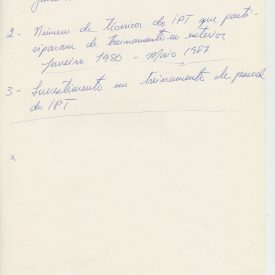 2 - Número de técnicos do IPT que parti-
ciparam de treinamento no exterior
Janeiro 1980 - Maio 1987
3 - Investimento em treinamento de pessoal
do IPT
x